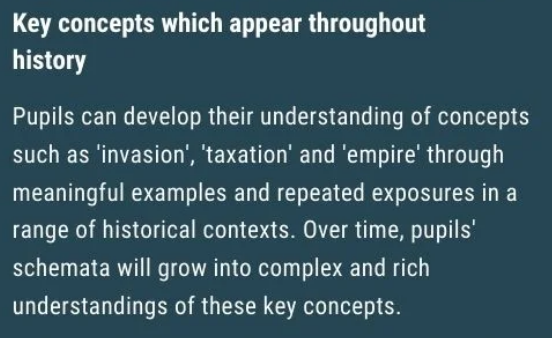 Key concepts which appear throughout
history
Pupils can develop their understanding of concepts
such as 'invasion', 'taxation' and 'empire' through
meaningful examples and repeated exposures in a
range of historical contexts. Over time, pupils'
schemata will grow into complex and rich
understandings of these key concepts.